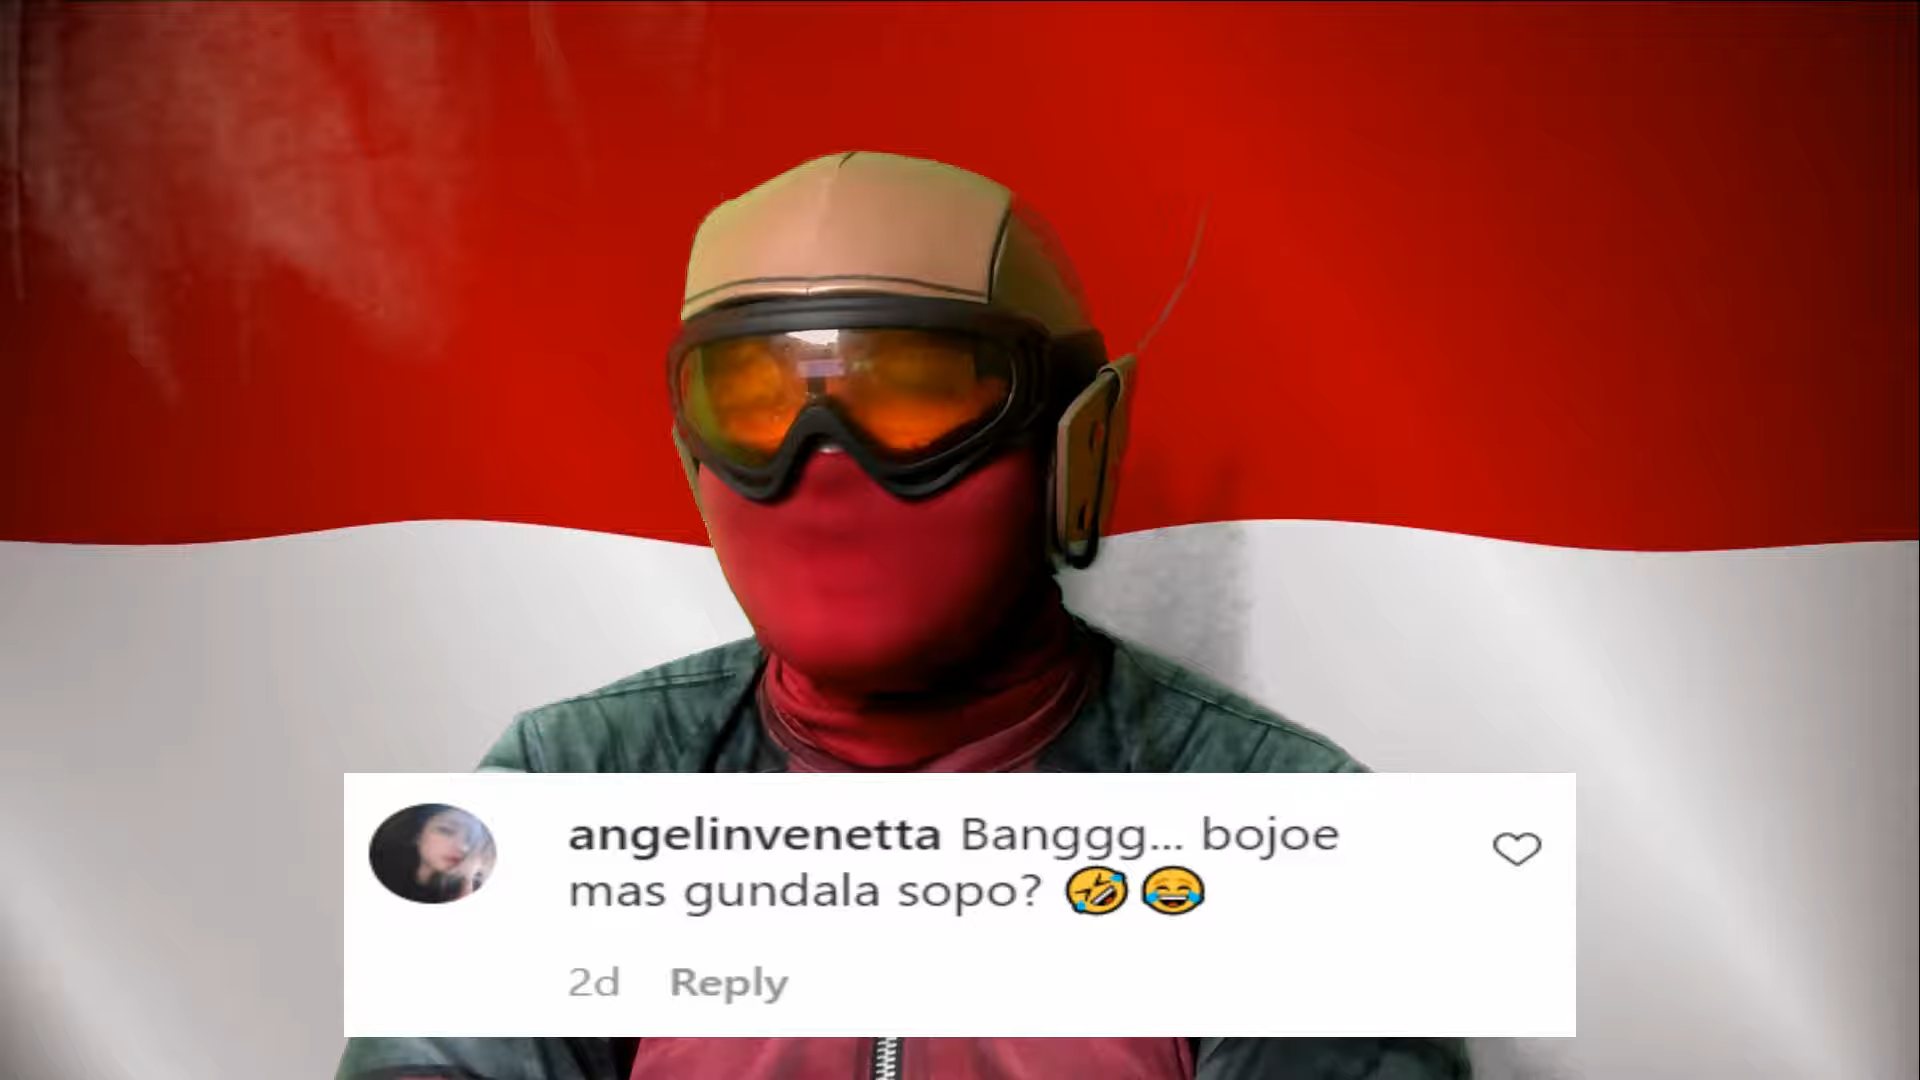 angelinvenetta Banggg... bojoe
mas gundala sopo? 🤣😂
2d Reply